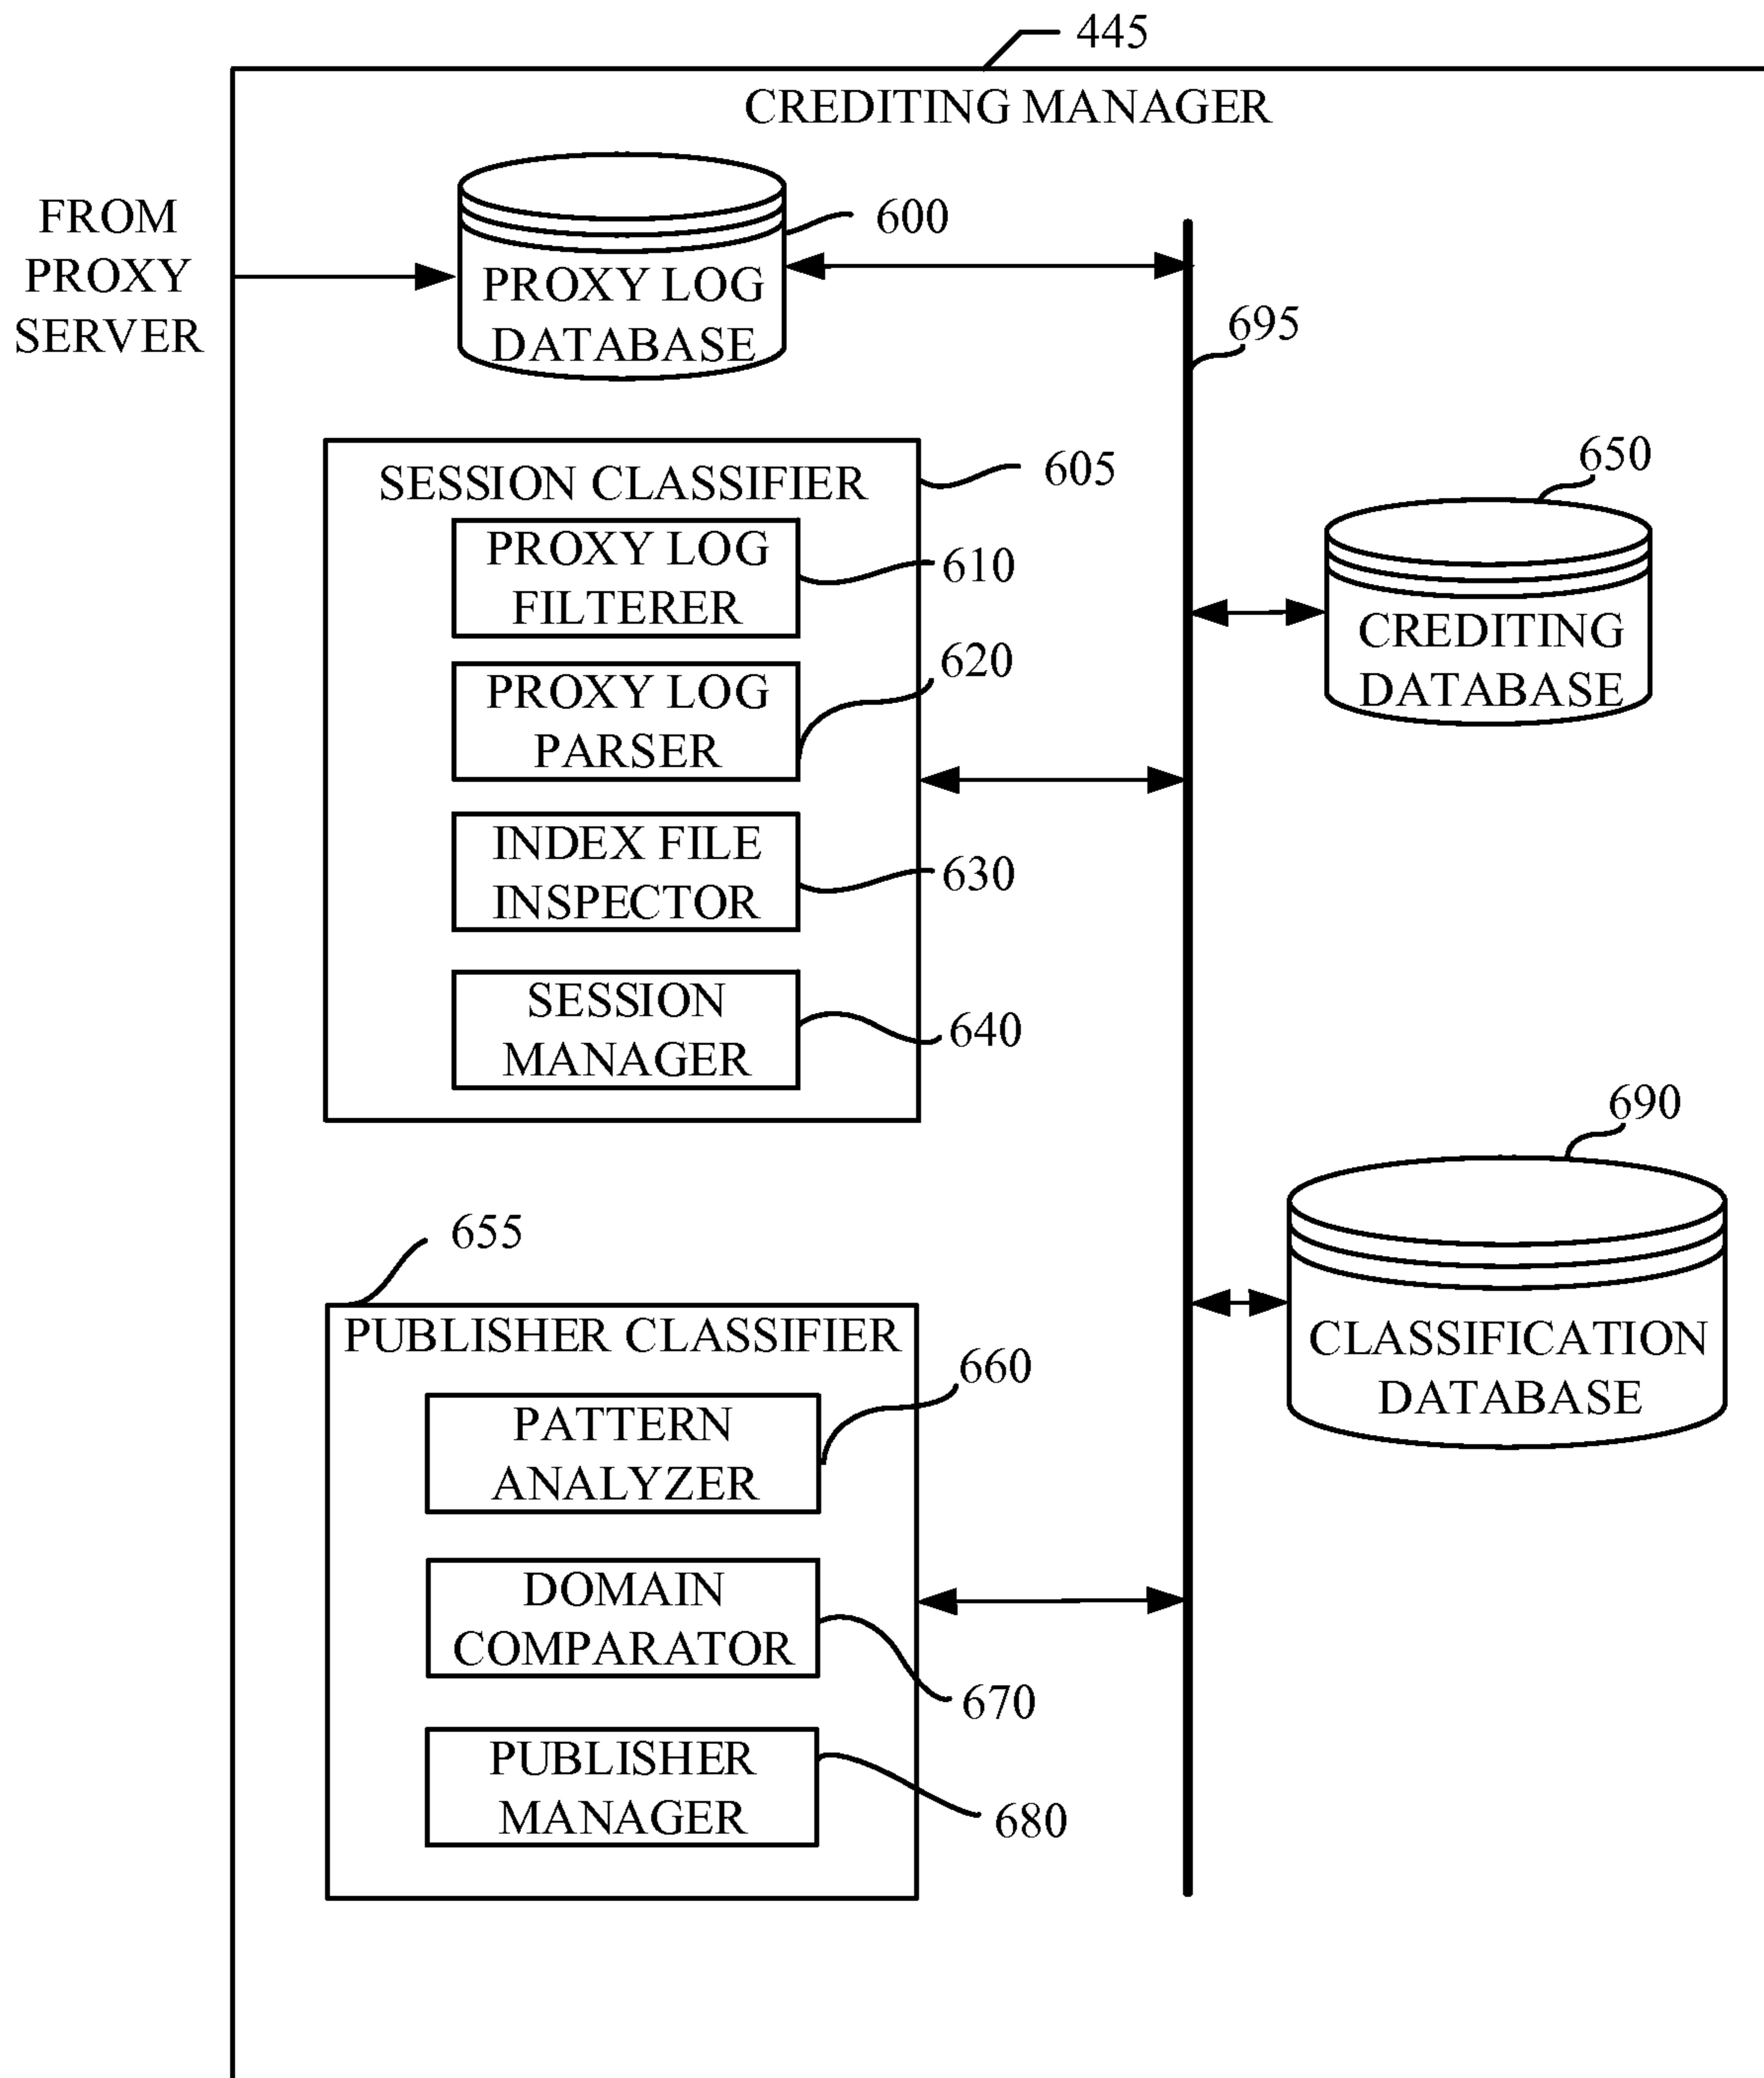 445
CREDITING MANAGER
FROM
PROXY
SERVER
600
PROXY LOG
DATABASE
695
SESSION CLASSIFIER
605
PROXY LOG
FILTERER
610
PROXY LOG
PARSER
620
INDEX FILE
INSPECTOR
630
SESSION
MANAGER
640
650
CREDITING
DATABASE
690
CLASSIFICATION
DATABASE
655
PUBLISHER CLASSIFIER
PATTERN
ANALYZER
660
DOMAIN
COMPARATOR
670
PUBLISHER
MANAGER
680